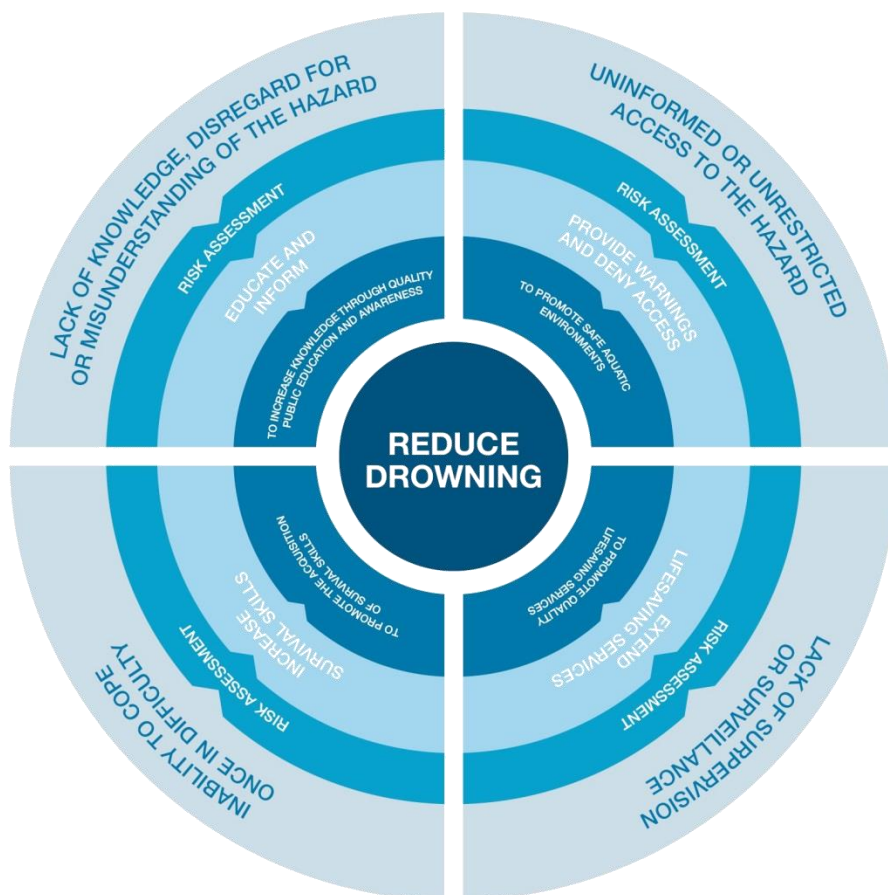 LACK OF KNOWLEDGE, DISREGARD FOR
OR MISUNDERSTANDING OF THE HAZARD
RISK ASSESSMENT
EDUCATE AND
INFORM
TO INCREASE KNOWLEDGE THROUGH QUALITY
PUBLIC EDUCATION AND AWARENESS
UNINFORMED OR UNRESTRICTED
ACCESS TO THE HAZARD
RISK ASSESSMENT
PROVIDE WARNINGS
AND DENY ACCESS
TO PROMOTE SAFE AQUATIC
ENVIRONMENTS
REDUCE
DROWNING
INABILITY TO COPE
ONCE IN DIFFICULTY
RISK ASSESSMENT
INCREASE
SURVIVAL SKILLS
TO PROMOTE THE ACQUISITION
OF SURVIVAL SKILLS
LACK OF SURPERVISION
OR SURVEILLANCE
RISK ASSESSMENT
EXTEND
LIFESAVING SERVICES
TO PROMOTE QUALITY
LIFESAVING SERVICES